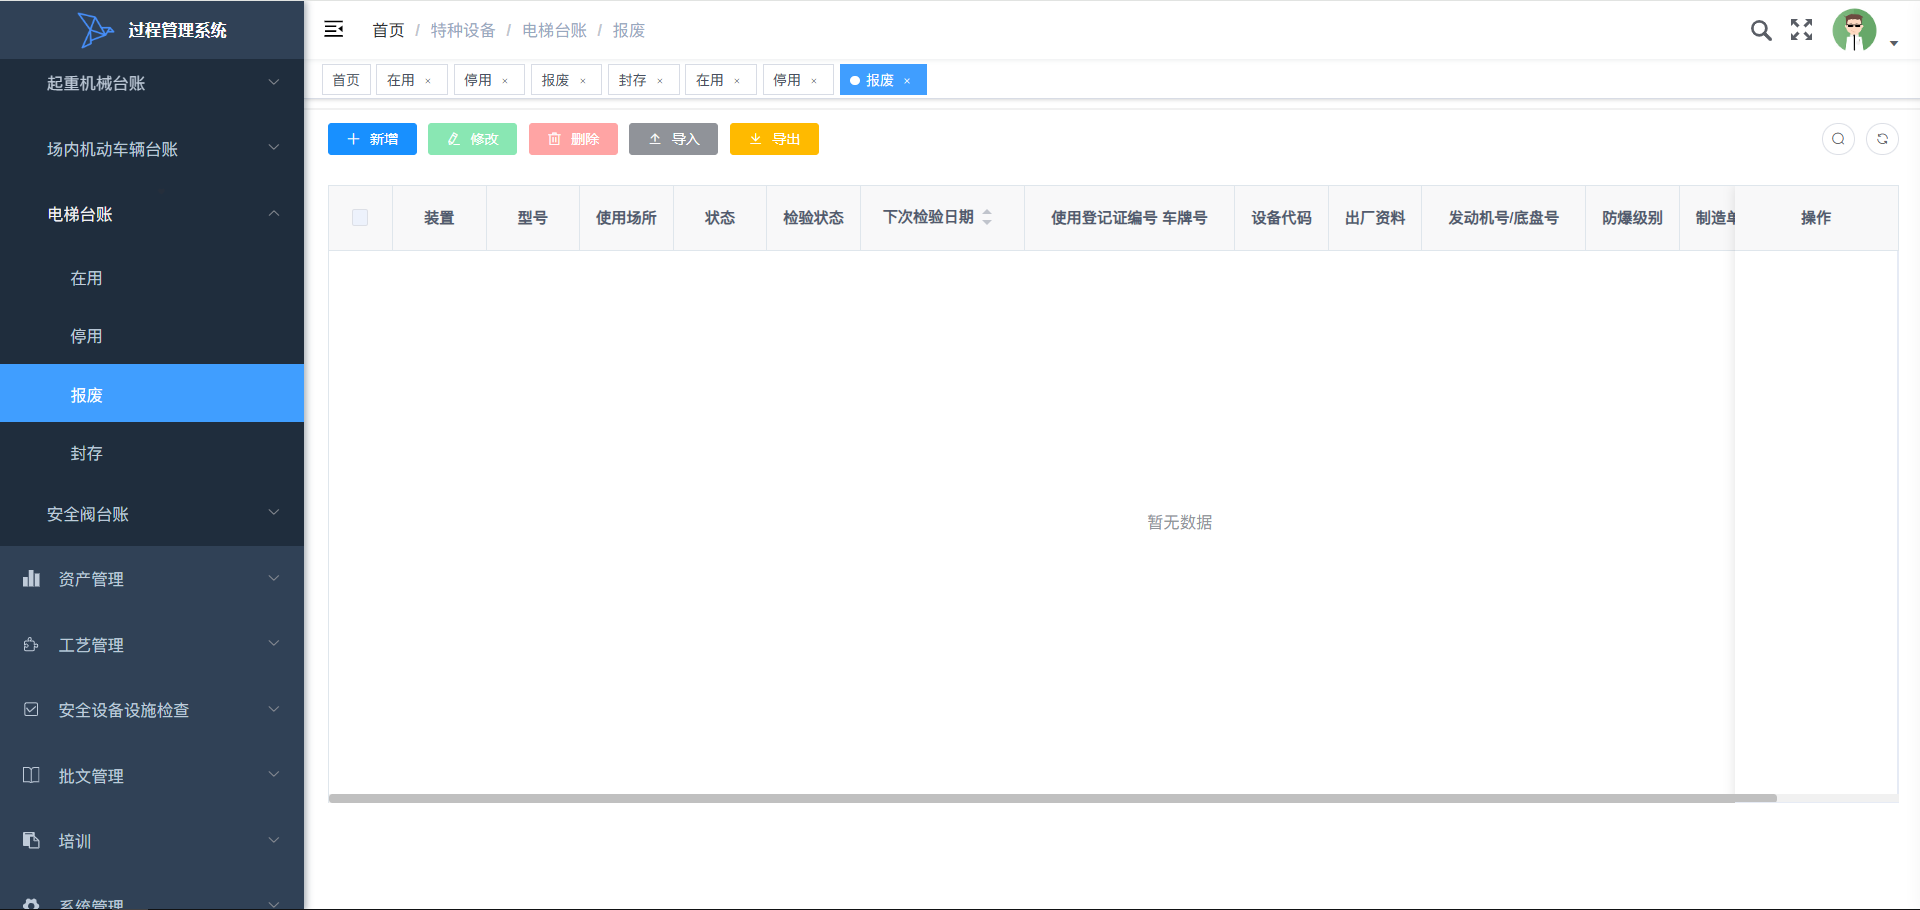 过程管理系统
起重机械台账
场内机动车辆台账
电梯台账
在用
停用
报废
封存
安全阀台账
资产管理
工艺管理
安全设备设施检查
批文管理
培训
系统管理
首页 / 特种设备 / 电梯台账 / 报废
首页 在用 × 停用 × 报废 × 封存 × 在用 × 停用 × 报废 ×
新增 修改 删除 导入 导出
装置 型号 使用场所 状态 检验状态 下次检验日期 使用登记证编号 车牌号 设备代码 出厂资料 发动机号/底盘号 防爆级别 制造单 操作
暂无数据